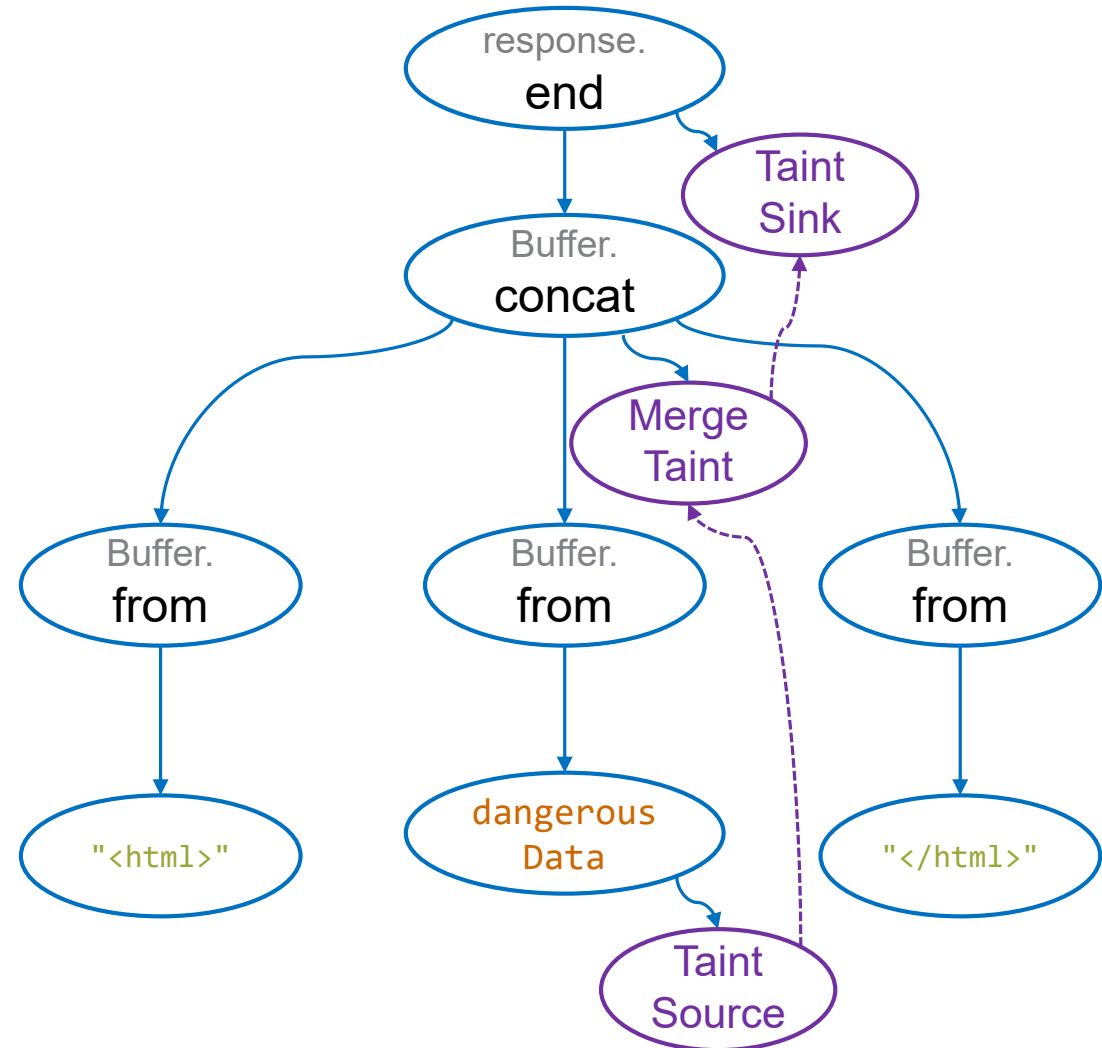 response.
end
Taint
Sink
Buffer.
concat
Merge
Taint
Buffer.
from
Buffer.
from
Buffer.
from
"<html>"
dangerous
Data
"</html>"
Taint
Source